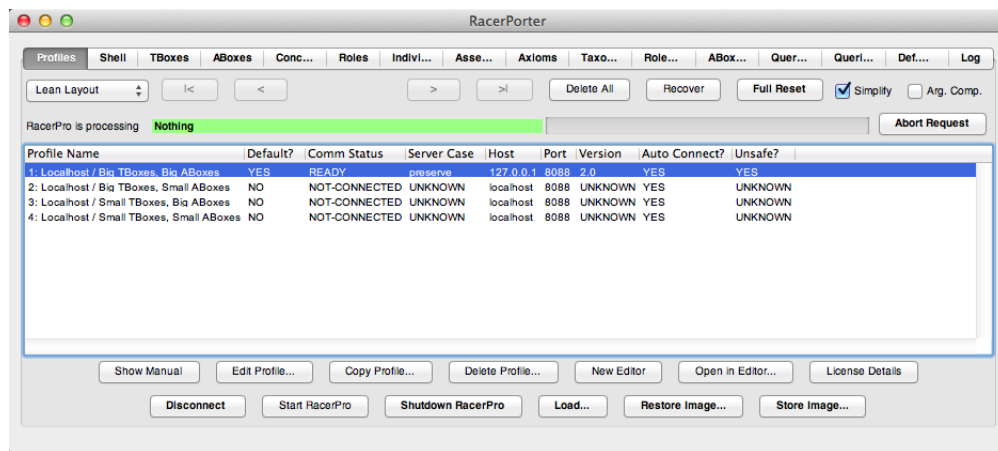 RacerPorter
Profiles Shell TBoxes ABoxes Conc... Roles Indivi... Asse... Axioms Taxo... Role... ABox... Quer... Queri... Def.... Log
Lean Layout |< < > >| Delete All Recover Full Reset Simplify Arg. Comp.
RacerPro is processing Nothing Abort Request
Profile Name Default? Comm Status Server Case Host Port Version Auto Connect? Unsafe?
1: Localhost / Big TBoxes, Big ABoxes YES READY preserve 127.0.0.1 8088 2.0 YES YES
2: Localhost / Big TBoxes, Small ABoxes NO NOT-CONNECTED UNKNOWN localhost 8088 UNKNOWN YES UNKNOWN
3: Localhost / Small TBoxes, Big ABoxes NO NOT-CONNECTED UNKNOWN localhost 8088 UNKNOWN YES UNKNOWN
4: Localhost / Small TBoxes, Small ABoxes NO NOT-CONNECTED UNKNOWN localhost 8088 UNKNOWN YES UNKNOWN
Show Manual Edit Profile... Copy Profile... Delete Profile... New Editor Open in Editor... License Details
Disconnect Start RacerPro Shutdown RacerPro Load... Restore Image... Store Image...